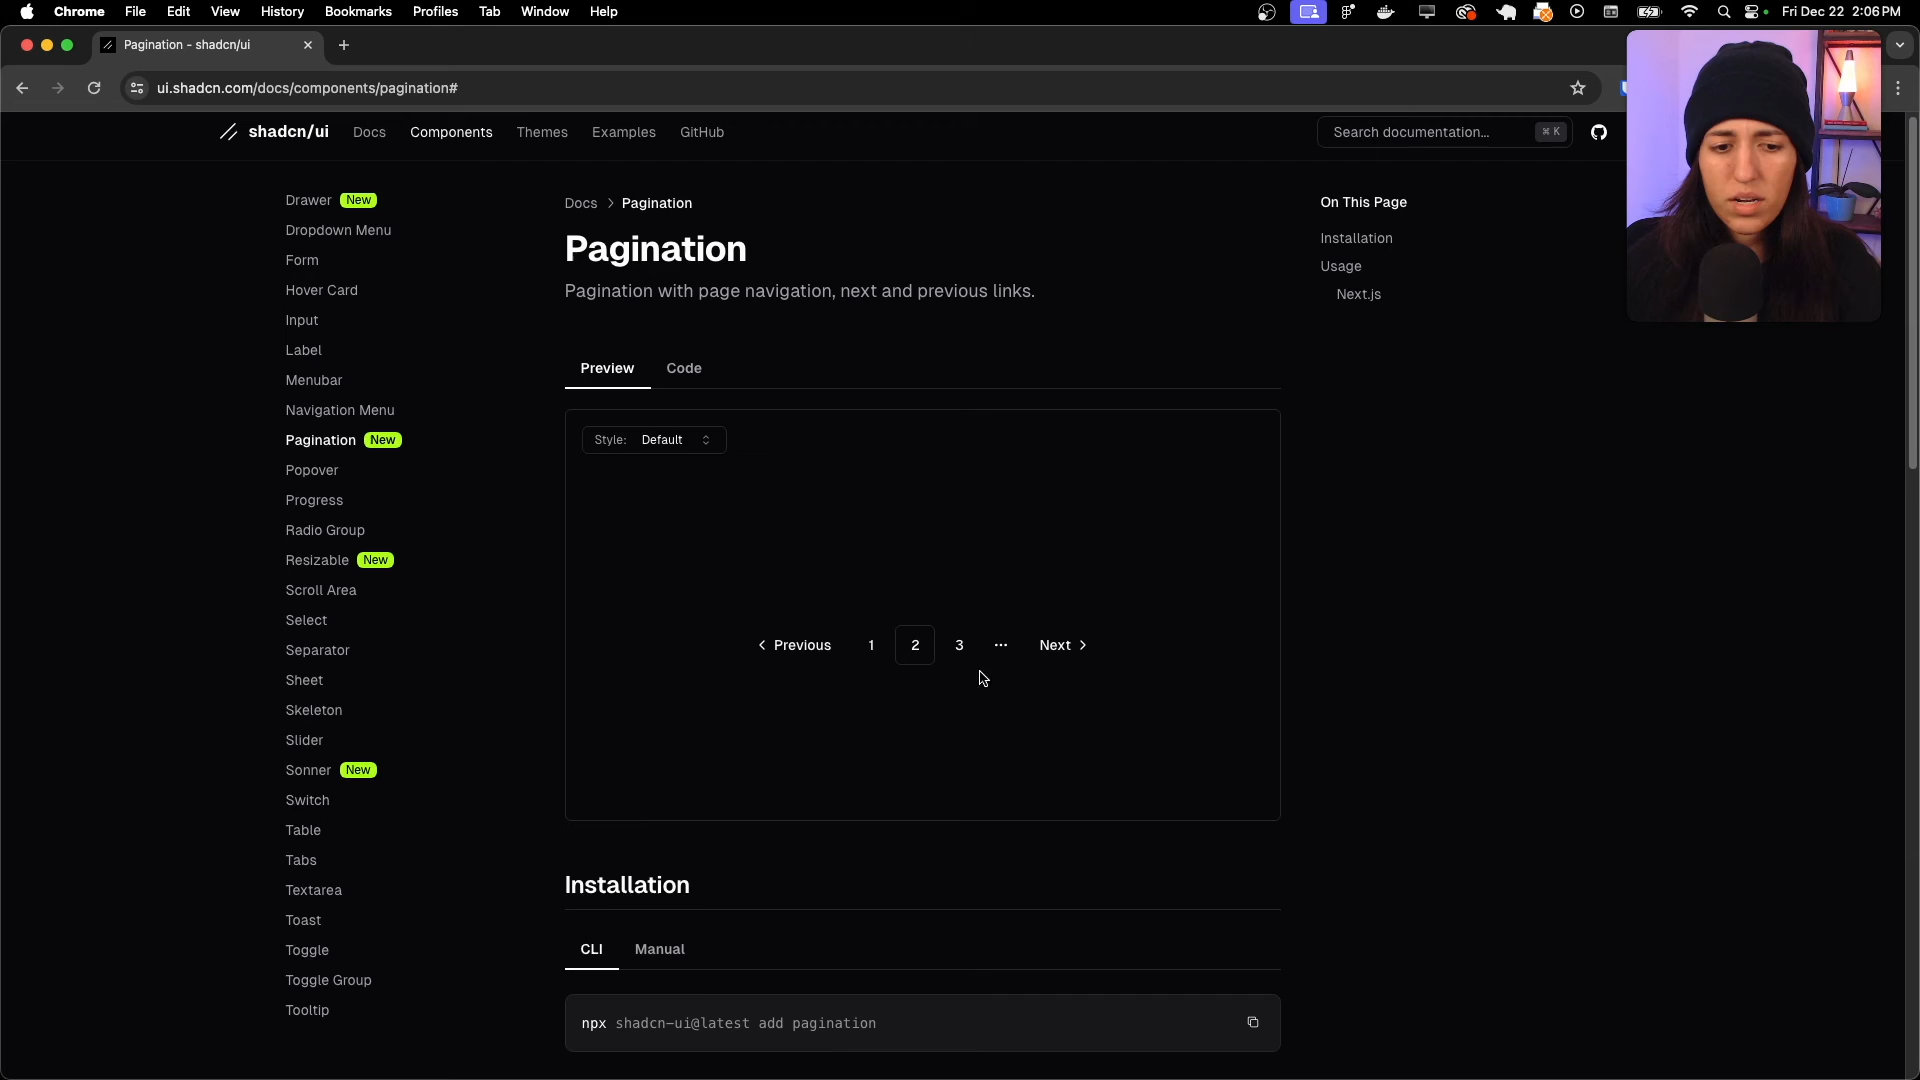 Chrome File Edit View History Bookmarks Profiles Tab Window Help Fri Dec 22 2:06 PM
Pagination - shadcn/ui
ui.shadcn.com/docs/components/pagination#
shadcn/ui Docs Components Themes Examples GitHub Search documentation... ⌘ K
Drawer New
Dropdown Menu
Form
Hover Card
Input
Label
Menubar
Navigation Menu
Pagination New
Popover
Progress
Radio Group
Resizable New
Scroll Area
Select
Separator
Sheet
Skeleton
Slider
Sonner New
Switch
Table
Tabs
Textarea
Toast
Toggle
Toggle Group
Tooltip
Docs > Pagination
Pagination
Pagination with page navigation, next and previous links.
Preview Code
Style: Default
< Previous 1 2 3 ... Next >
Installation
CLI Manual
npx shadcn-ui@latest add pagination
On This Page
Installation
Usage
Next.js